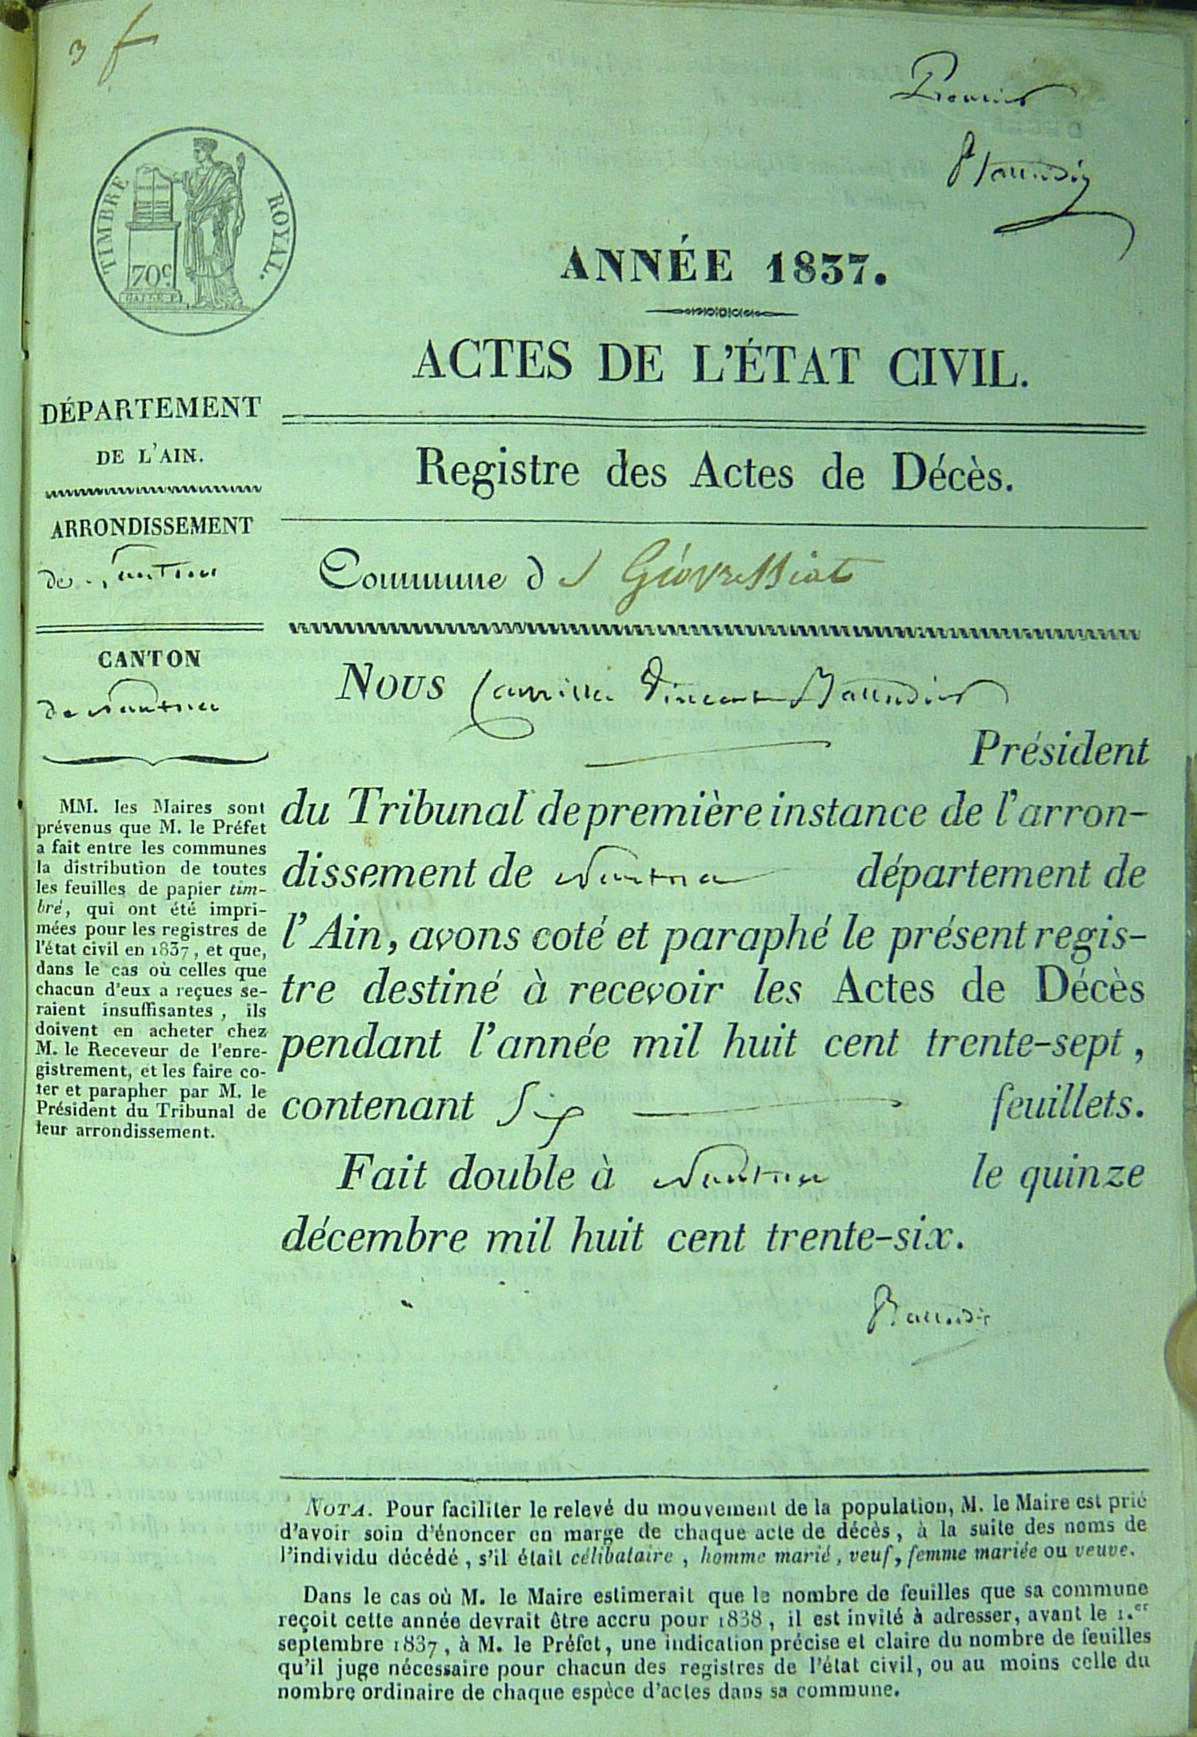 3 f
Premier
TIMBRE ROYAL.
70c
ANNÉE 1837.
ACTES DE L'ÉTAT CIVIL.
DÉPARTEMENT
DE L'AIN.
Registre des Actes de Décès.
ARRONDISSEMENT
de Nantua
Commune d Géovressiat
CANTON
de Nantua
Nous Camille Vincent
Président
du Tribunal de première instance de l'arron-
dissement de Nantua département de
l'Ain, avons coté et paraphé le présent regis-
tre destiné à recevoir les Actes de Décès
pendant l'année mil huit cent trente-sept,
contenant Six feuillets.
Fait double à Nantua le quinze
décembre mil huit cent trente-six.
MM. les Maires sont
prévenus que M. le Préfet
a fait entre les communes
la distribution de toutes
les feuilles de papier tim-
bré, qui ont été impri-
mées pour les registres de
l'état civil en 1837, et que,
dans le cas où celles que
chacun d'eux a reçues se-
raient insuffisantes, ils
doivent en acheter chez
M. le Receveur de l'enre-
gistrement, et les faire co-
ter et parapher par M. le
Président du Tribunal de
leur arrondissement.
NOTA. Pour faciliter le relevé du mouvement de la population, M. le Maire est prié
d'avoir soin d'énoncer en marge de chaque acte de décès, à la suite des noms de
l'individu décédé, s'il était célibataire, homme marié, veuf, femme mariée ou veuve.
Dans le cas où M. le Maire estimerait que le nombre de feuilles que sa commune
reçoit cette année devrait être accru pour 1838, il est invité à adresser, avant le 1.er
septembre 1837, à M. le Préfet, une indication précise et claire du nombre de feuilles
qu'il juge nécessaire pour chacun des registres de l'état civil, ou au moins celle du
nombre ordinaire de chaque espèce d'actes dans sa commune.